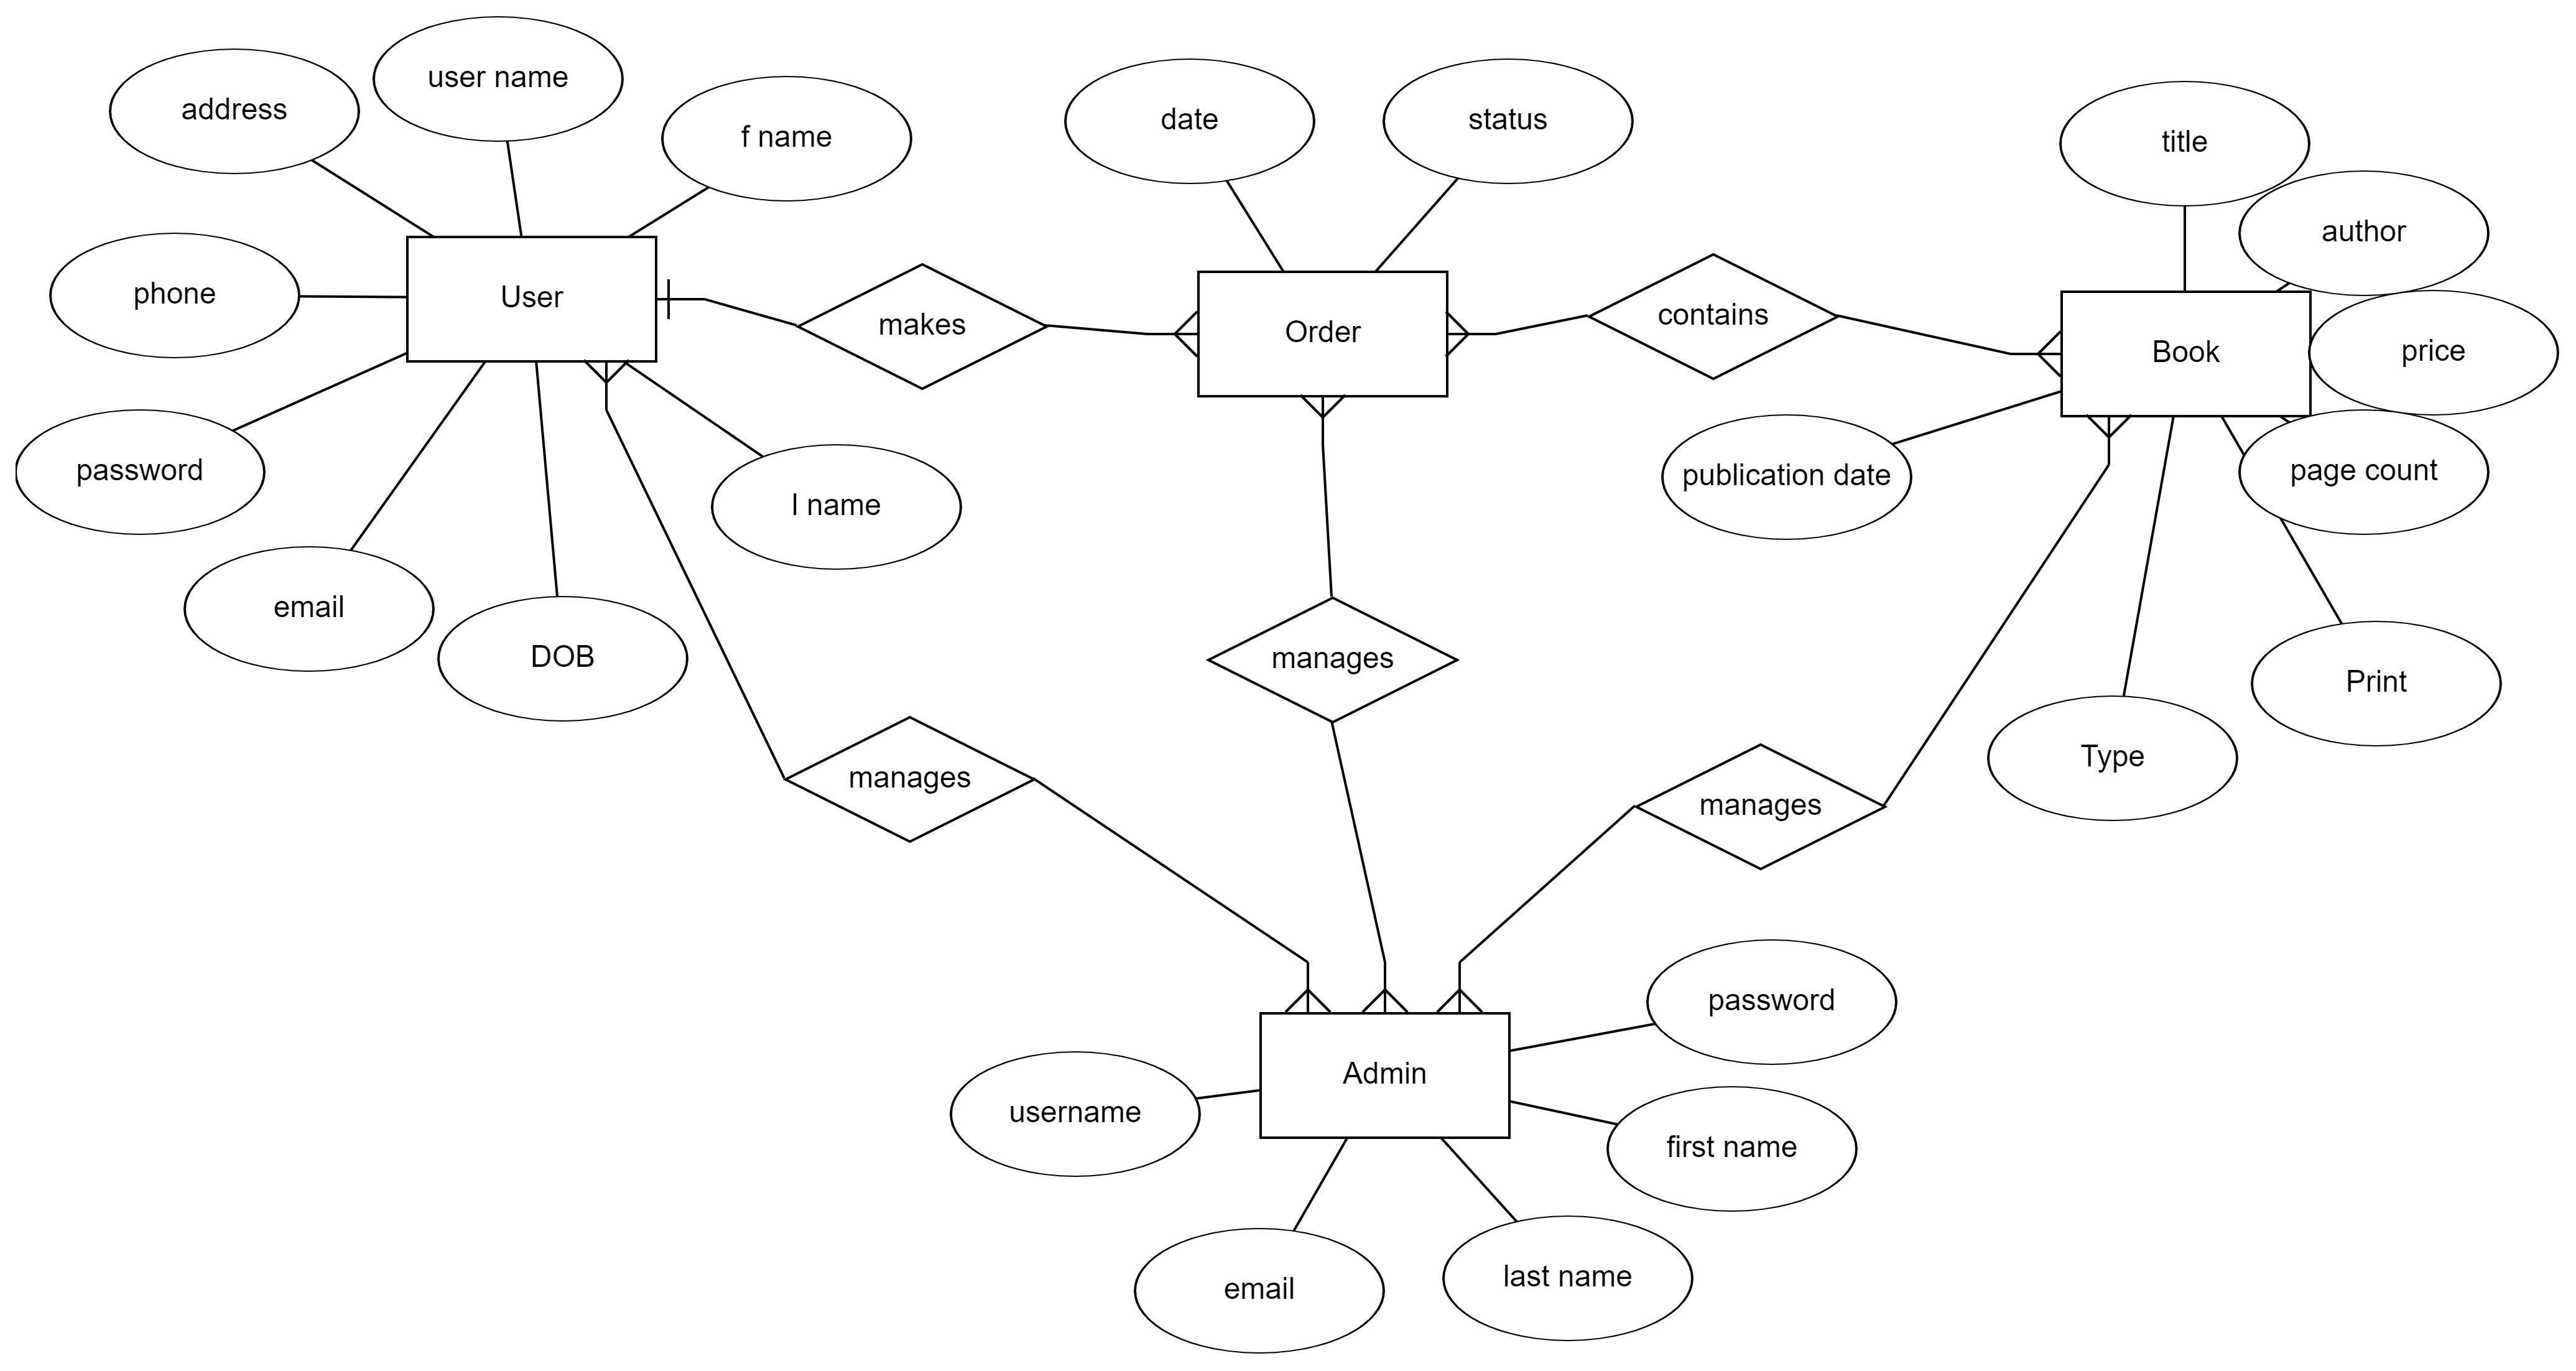 user name
address
f name
date
status
title
author
phone
User
makes
Order
contains
Book
price
password
l name
publication date
page count
email
DOB
manages
manages
manages
Print
Type
password
Admin
username
first name
email
last name